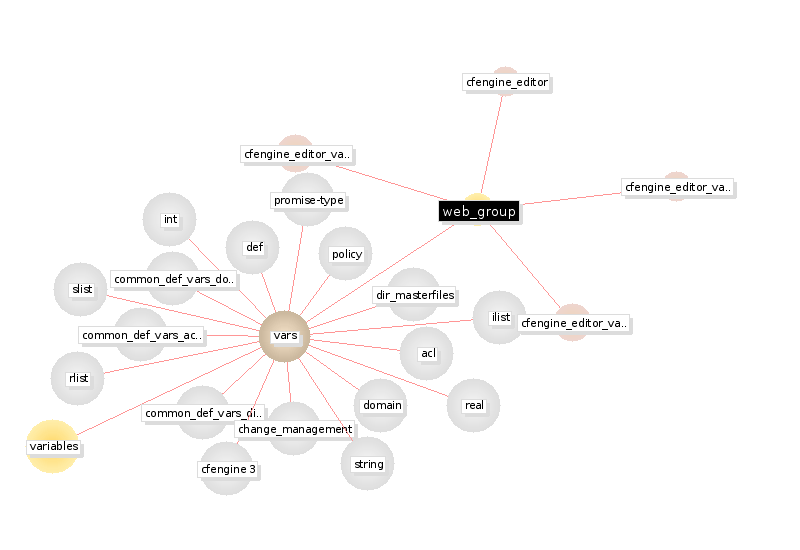 cfengine_editor
cfengine_editor_va..
cfengine_editor_va..
promise-type
web_group
int
def
policy
common_def_vars_do..
slist
dir_masterfiles
ilist
cfengine_editor_va..
common_def_vars_ac..
vars
acl
rlist
domain
real
common_def_vars_di..
change_management
variables
string
cfengine 3